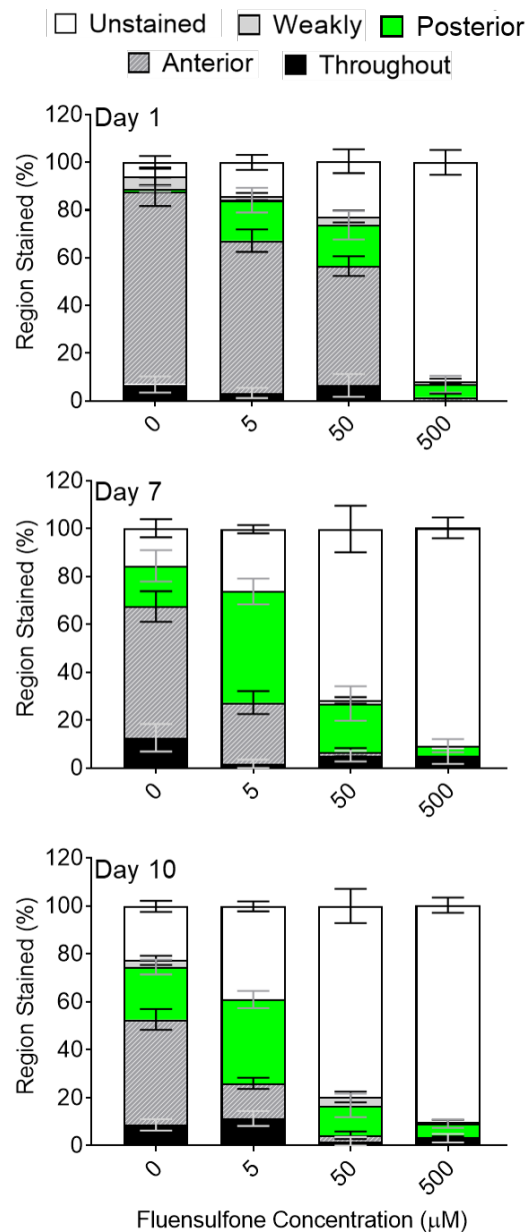 Unstained Weakly Posterior
Anterior Throughout
Day 1
Region Stained (%)
120
100
80
60
40
20
0
0 5 50 500
Day 7
Region Stained (%)
120
100
80
60
40
20
0
0 5 50 500
Day 10
Region Stained (%)
120
100
80
60
40
20
0
0 5 50 500
Fluensulfone Concentration (μM)